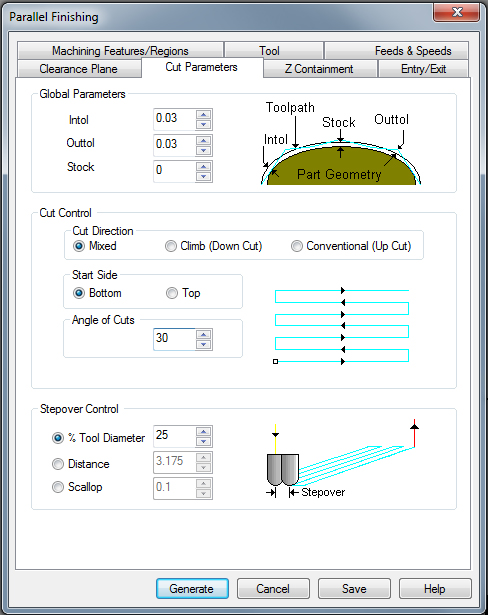 Parallel Finishing
Machining Features/Regions Tool Feeds & Speeds
Clearance Plane Cut Parameters Z Containment Entry/Exit
Global Parameters
Intol 0.03
Outtol 0.03
Stock 0
Toolpath
Stock
Outtol
Intol
Part Geometry
Cut Control
Cut Direction
Mixed Climb (Down Cut) Conventional (Up Cut)
Start Side
Bottom Top
Angle of Cuts
30
Stepover Control
% Tool Diameter 25
Distance 3.175
Scallop 0.1
Stepover
Generate Cancel Save Help